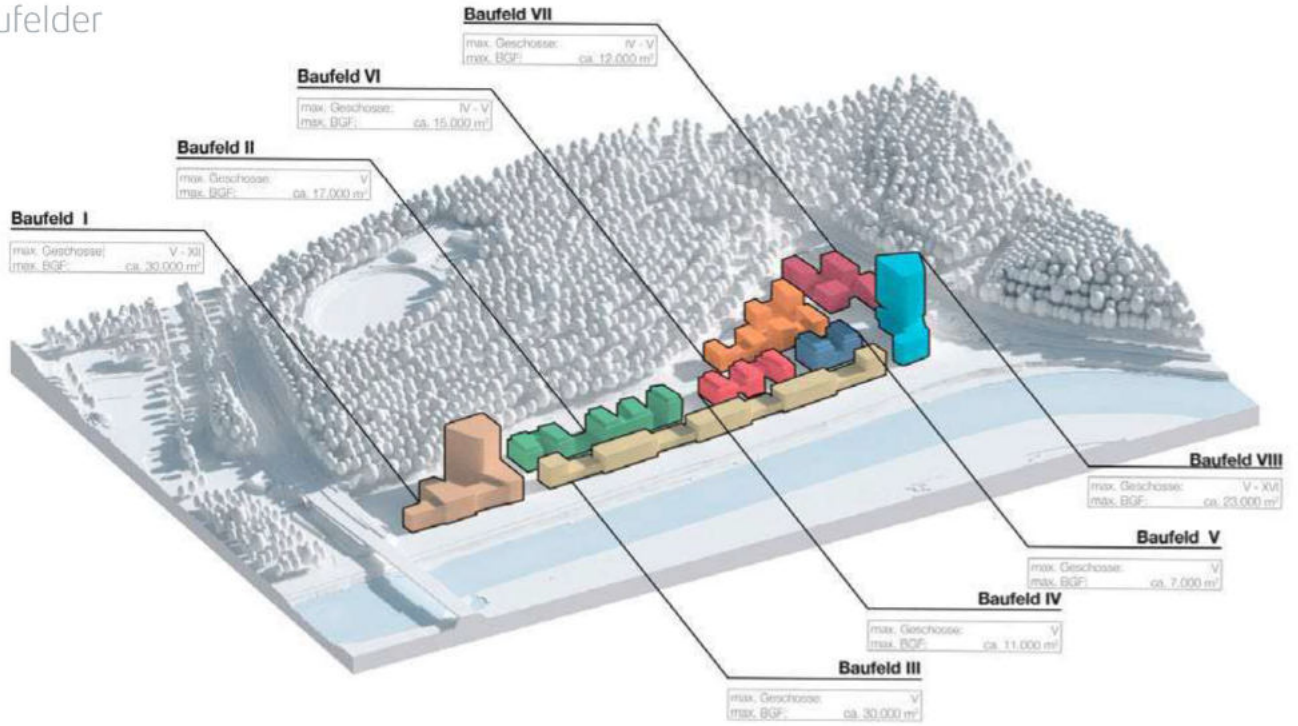 ufelder
Baufeld VII
max. Geschosse: IV - V
max. BGF: ca. 12.000 m²
Baufeld VI
max. Geschosse: IV - V
max. BGF: ca. 15.000 m²
Baufeld II
max. Geschosse: V
max. BGF: ca. 17.000 m²
Baufeld I
max. Geschosse: V - XII
max. BGF: ca. 30.000 m²
Baufeld VIII
max. Geschosse: V - XVI
max. BGF: ca. 23.000 m²
Baufeld V
max. Geschosse: V
max. BGF: ca. 7.000 m²
Baufeld IV
max. Geschosse: V
max. BGF: ca. 11.000 m²
Baufeld III
max. Geschosse: V
max. BGF: ca. 30.000 m²